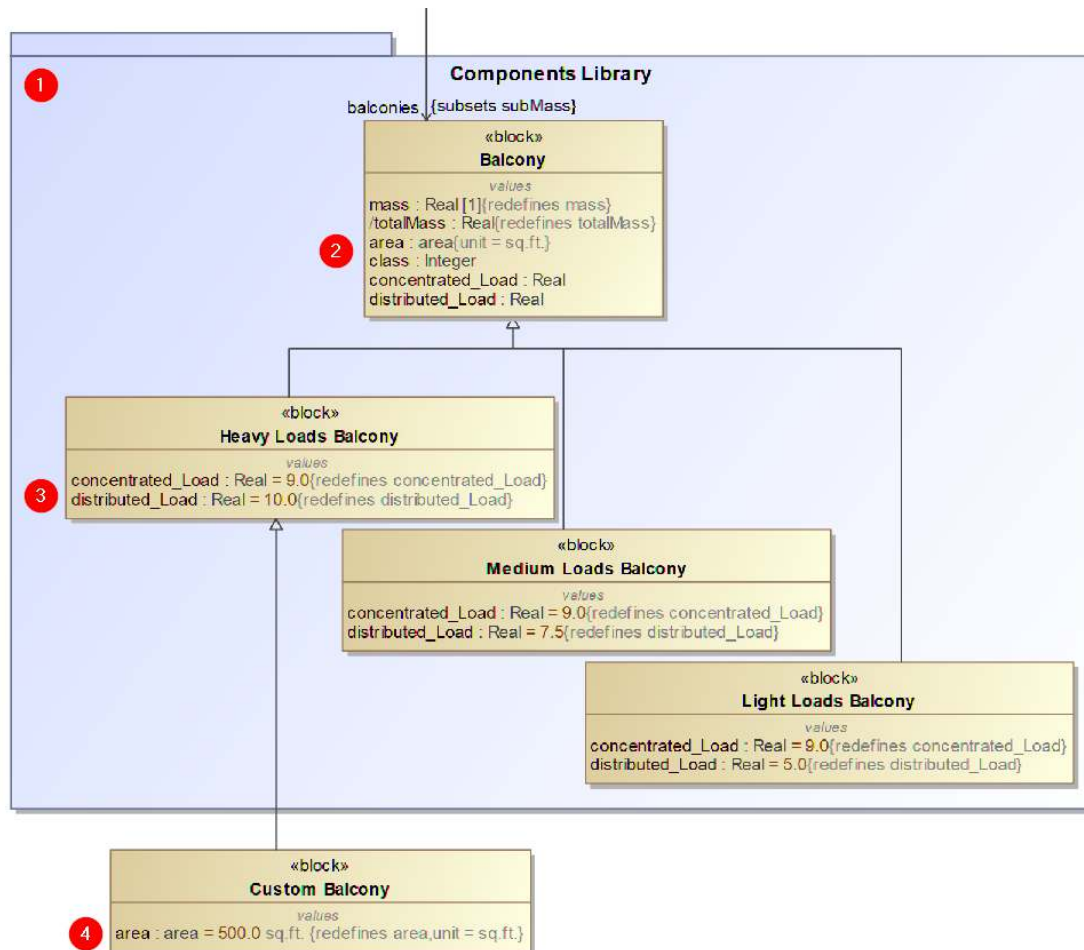 1
Components Library
balconies {subsets subMass}
«block»
Balcony
values
mass : Real [1]{redefines mass}
/totalMass : Real{redefines totalMass}
2
area : area{unit = sq.ft.}
class : Integer
concentrated_Load : Real
distributed_Load : Real
«block»
Heavy Loads Balcony
values
concentrated_Load : Real = 9.0{redefines concentrated_Load}
3
distributed_Load : Real = 10.0{redefines distributed_Load}
«block»
Medium Loads Balcony
values
concentrated_Load : Real = 9.0{redefines concentrated_Load}
distributed_Load : Real = 7.5{redefines distributed_Load}
«block»
Light Loads Balcony
values
concentrated_Load : Real = 9.0{redefines concentrated_Load}
distributed_Load : Real = 5.0{redefines distributed_Load}
«block»
Custom Balcony
values
4
area : area = 500.0 sq.ft. {redefines area,unit = sq.ft.}